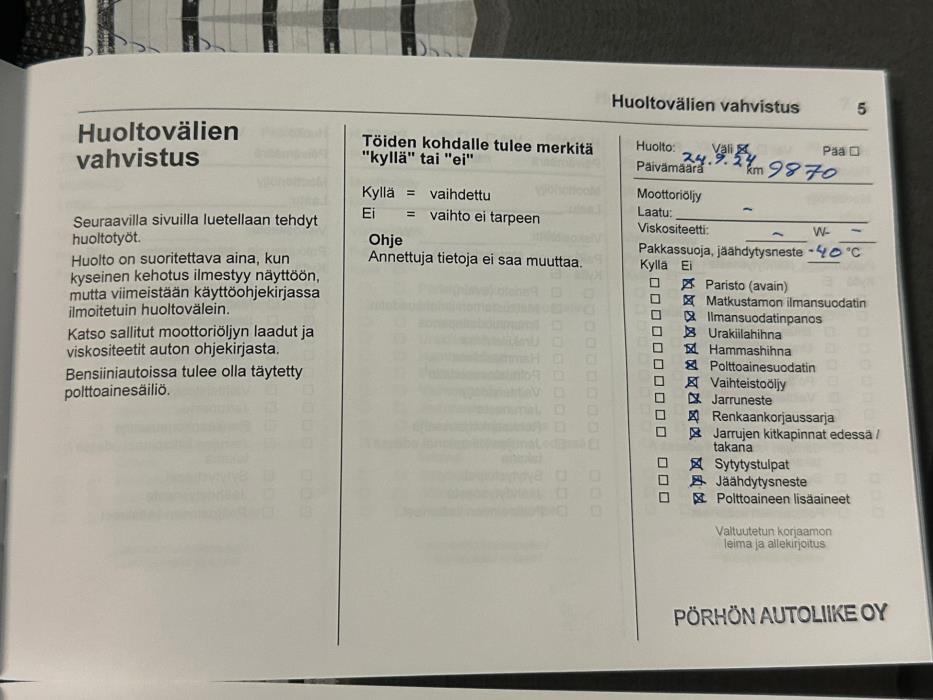 Huoltovälien vahvistus 5
Huoltovälien
vahvistus
Seuraavilla sivuilla luetellaan tehdyt
huoltotyöt.
Huolto on suoritettava aina, kun
kyseinen kehotus ilmestyy näyttöön,
mutta viimeistään käyttöohjekirjassa
ilmoitetuin huoltovälein.
Katso sallitut moottoriöljyn laadut ja
viskositeetit auton ohjekirjasta.
Bensiiniautoissa tulee olla täytetty
polttoainesäiliö.
Töiden kohdalle tulee merkitä
"kyllä" tai "ei"
Kyllä = vaihdettu
Ei = vaihto ei tarpeen
Ohje
Annettuja tietoja ei saa muuttaa.
Huolto: Väli ☒ Pää ☐
Päivämäärä 24.9.24 km 9870
Moottoriöljy
Laatu: ~
Viskositeetti: ~ W- ~
Pakkassuoja, jäähdytysneste -40 °C
Kyllä Ei
☐ ☒ Paristo (avain)
☐ ☒ Matkustamon ilmansuodatin
☐ ☒ Ilmansuodatinpanos
☐ ☒ Urakiilahihna
☐ ☒ Hammashihna
☐ ☒ Polttoainesuodatin
☐ ☒ Vaihteistoöljy
☐ ☒ Jarruneste
☐ ☒ Renkaankorjaussarja
☐ ☒ Jarrujen kitkapinnat edessä /
takana
☐ ☒ Sytytystulpat
☐ ☒ Jäähdytysneste
☐ ☒ Polttoaineen lisäaineet
Valtuutetun korjaamon
leima ja allekirjoitus
PÖRHÖN AUTOLIIKE OY